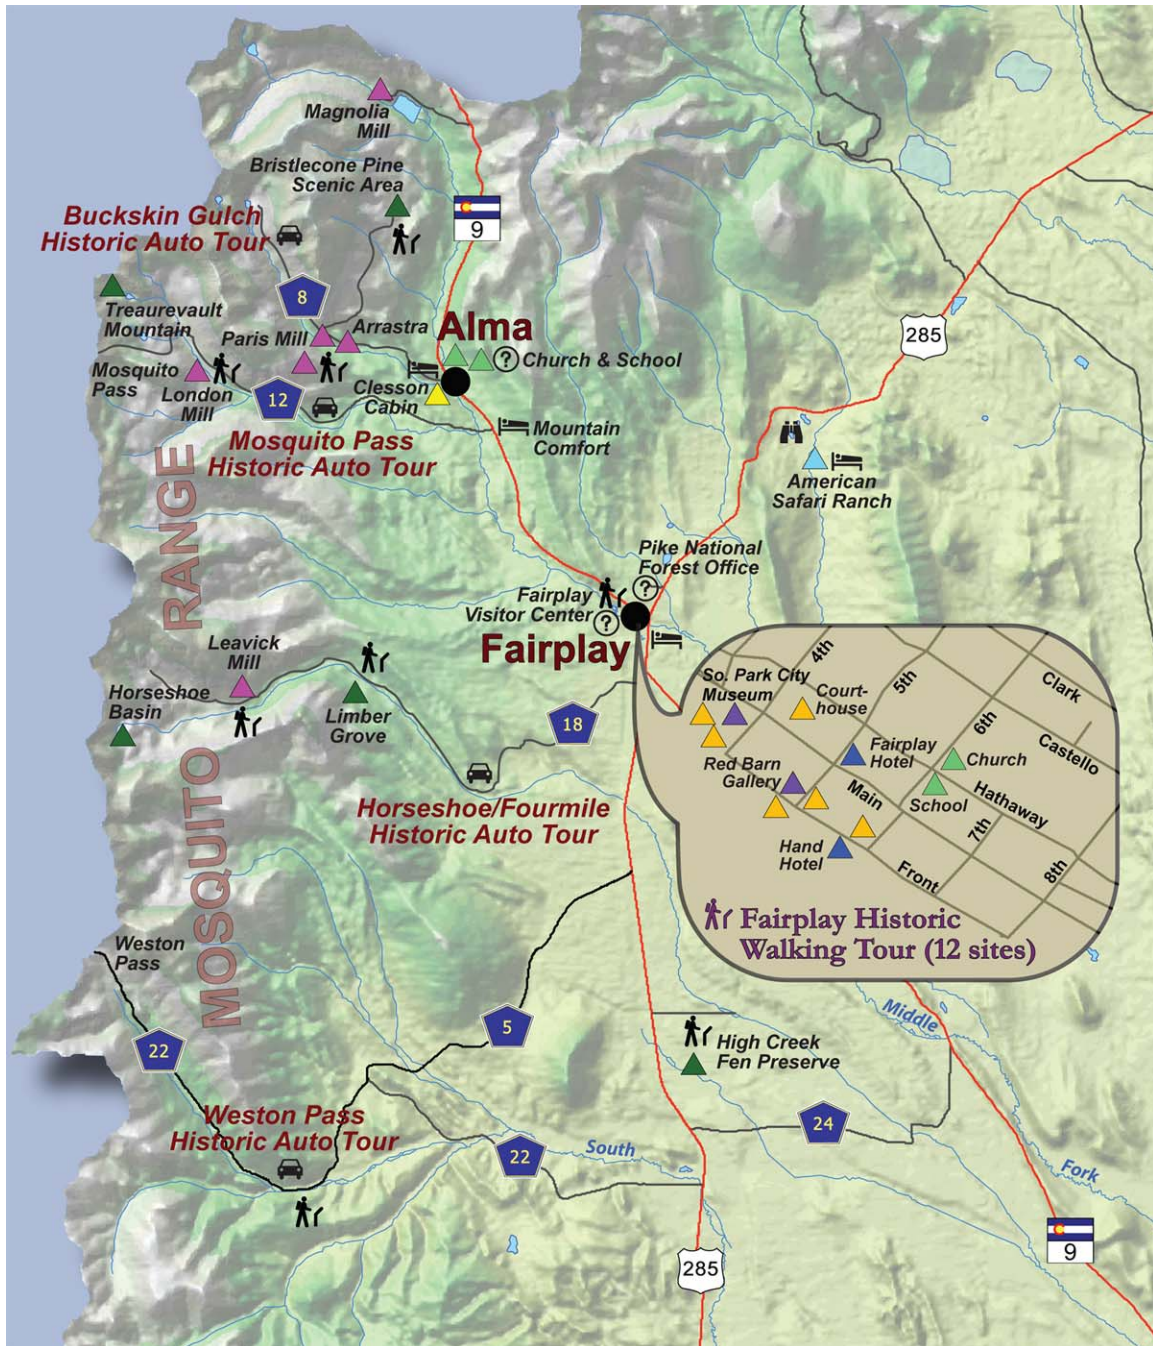 Magnolia
Mill
Bristlecone Pine
Scenic Area
Buckskin Gulch
Historic Auto Tour
9
8
285
Treaurevault
Mountain
Paris Mill
Arrastra
Alma
Church & School
?
Mosquito
Pass
London
Mill
12
Clesson
Cabin
Mosquito Pass
Historic Auto Tour
Mountain
Comfort
American
Safari Ranch
MOSQUITO RANGE
Pike National
Forest Office
?
Fairplay
Visitor Center
?
Fairplay
Leavick
Mill
Horseshoe
Basin
Limber
Grove
18
Horseshoe/Fourmile
Historic Auto Tour
4th
5th
6th
7th
8th
Clark
Castello
Hathaway
Main
Front
So. Park City
Museum
Court-
house
Fairplay
Hotel
Church
School
Red Barn
Gallery
Hand
Hotel
Fairplay Historic
Walking Tour (12 sites)
Weston
Pass
22
5
Weston Pass
Historic Auto Tour
High Creek
Fen Preserve
Middle
Fork
24
22
South
285
9